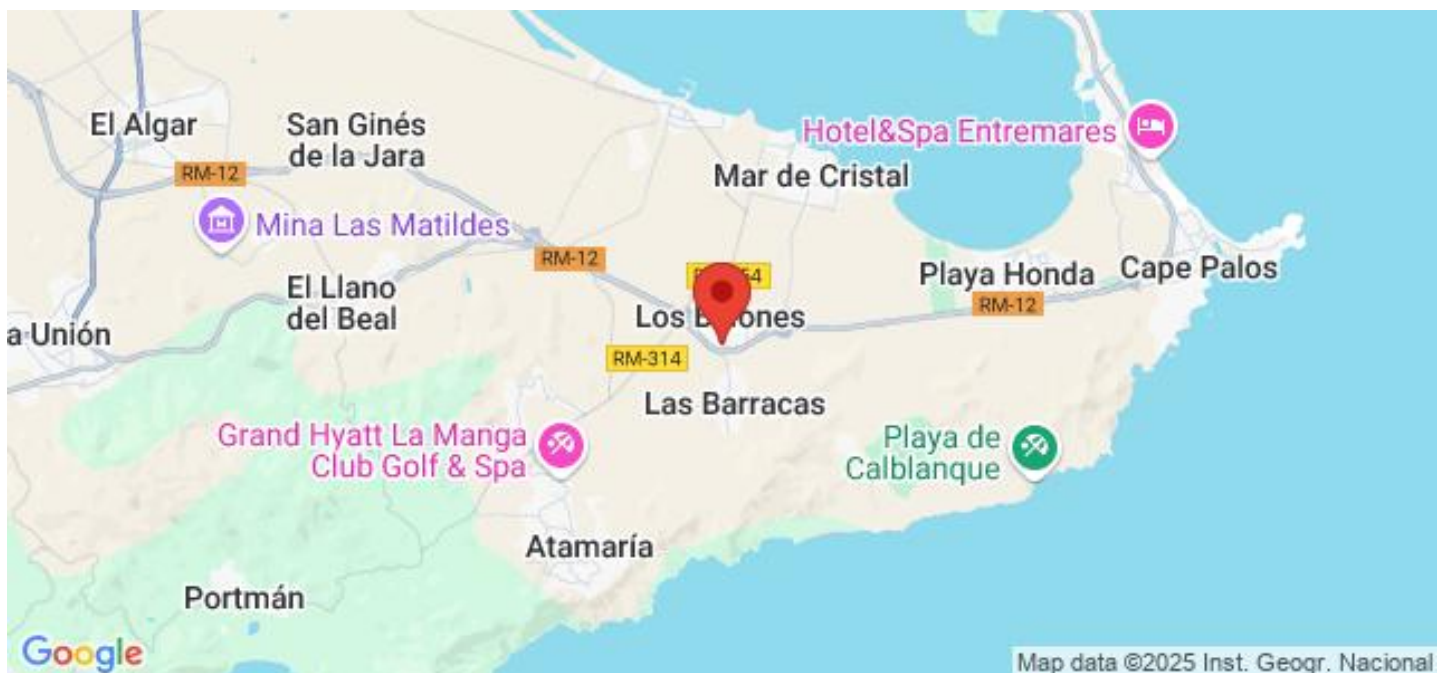 El Algar
San Ginés
de la Jara
RM-12
Hotel&Spa Entremares
Mar de Cristal
Mina Las Matildes
RM-12
El Llano
del Beal
Playa Honda
Cape Palos
RM-12
a Unión
RM-314
Las Barracas
Grand Hyatt La Manga
Club Golf & Spa
Playa de
Calblanque
Atamaría
Portmán
Google
Map data ©2025 Inst. Geogr. Nacional